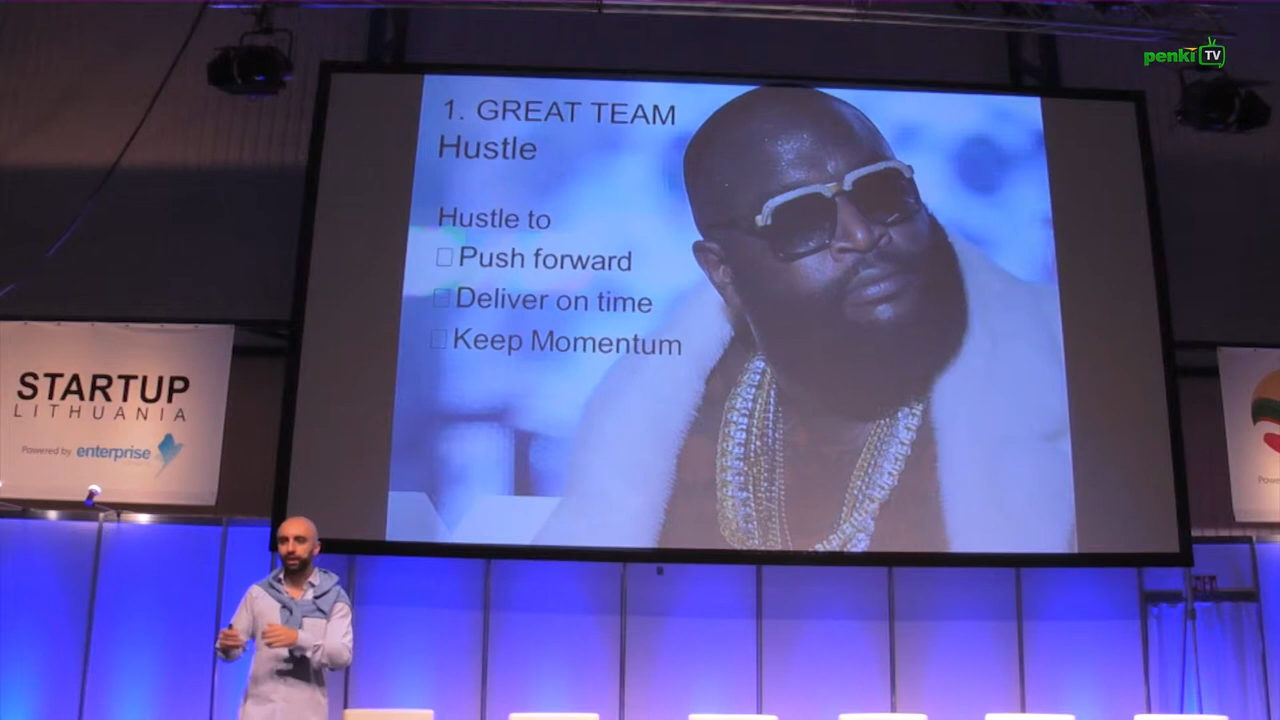 penki TV
1. GREAT TEAM
Hustle
Hustle to
Push forward
Deliver on time
Keep Momentum
STARTUP
LITHUANIA
Powered by enterprise